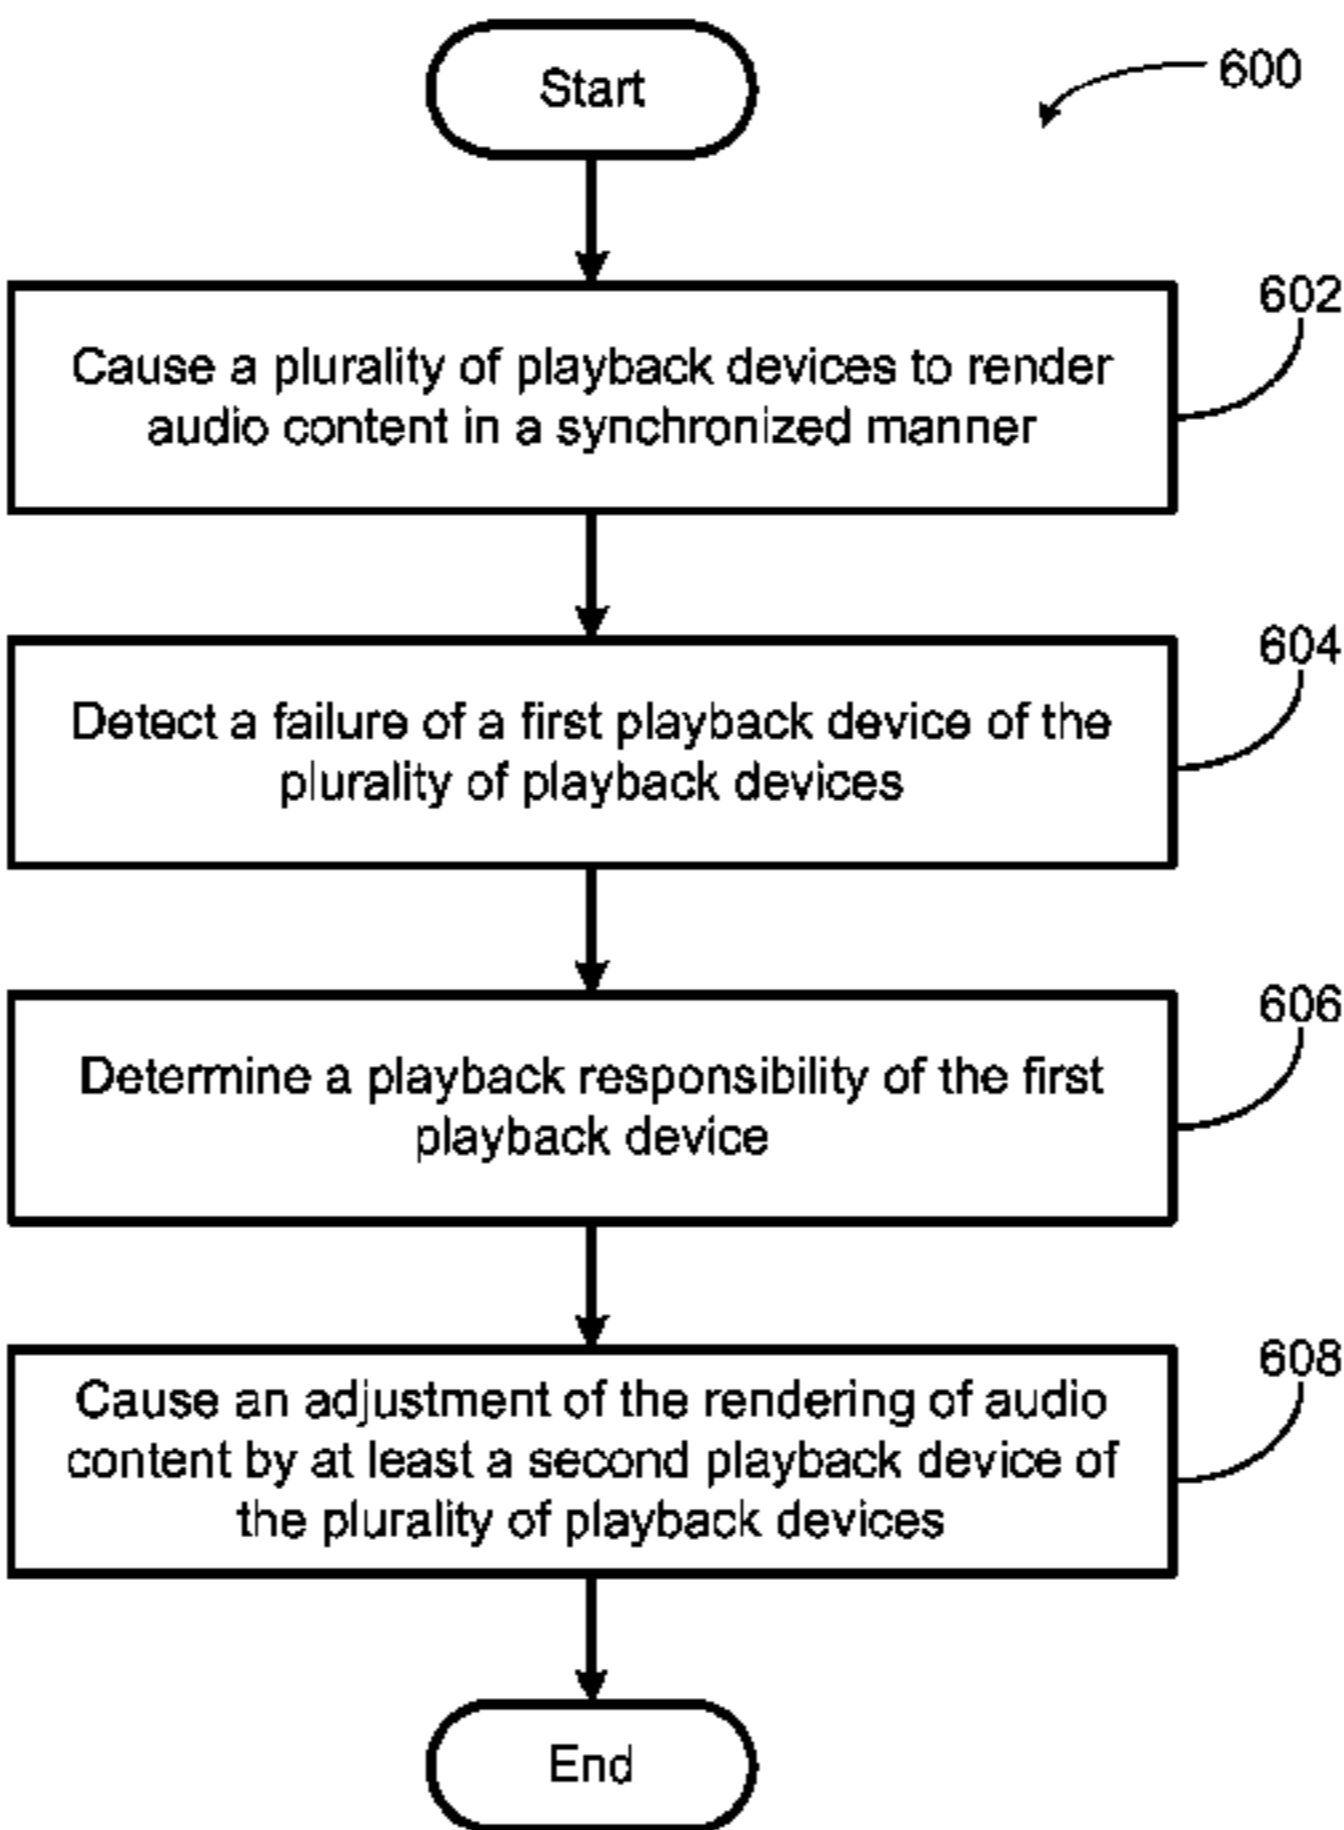 Start
600
602
Cause a plurality of playback devices to render
audio content in a synchronized manner
604
Detect a failure of a first playback device of the
plurality of playback devices
606
Determine a playback responsibility of the first
playback device
608
Cause an adjustment of the rendering of audio
content by at least a second playback device of
the plurality of playback devices
End